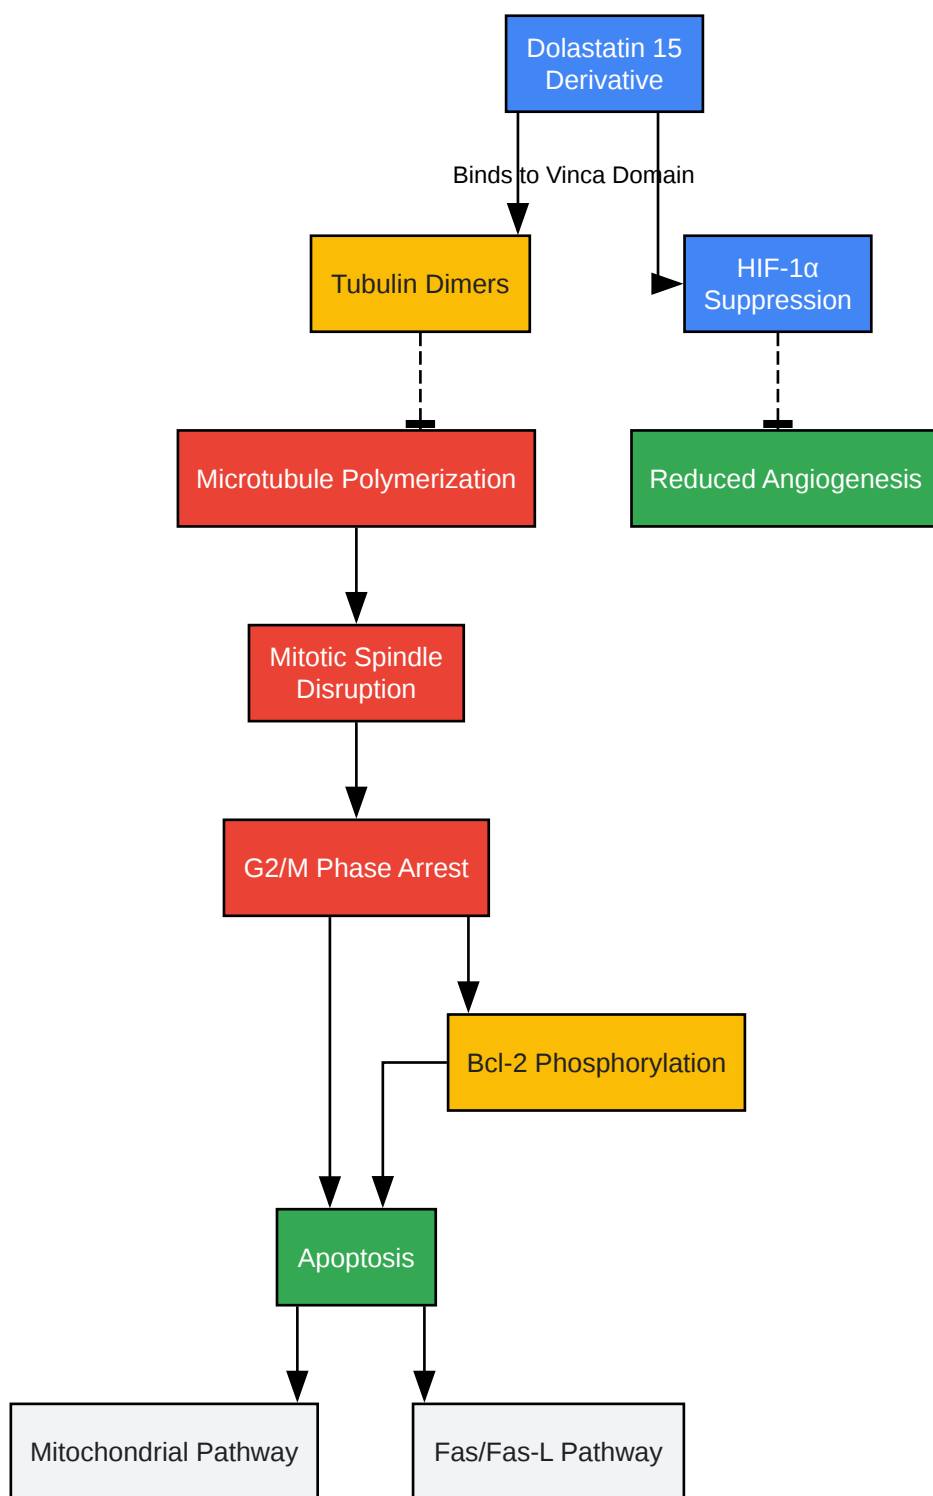 Dolastatin 15
Derivative
Binds to Vinca Domain
Tubulin Dimers
HIF-1α
Suppression
Microtubule Polymerization
Reduced Angiogenesis
Mitotic Spindle
Disruption
G2/M Phase Arrest
Bcl-2 Phosphorylation
Apoptosis
Mitochondrial Pathway
Fas/Fas-L Pathway